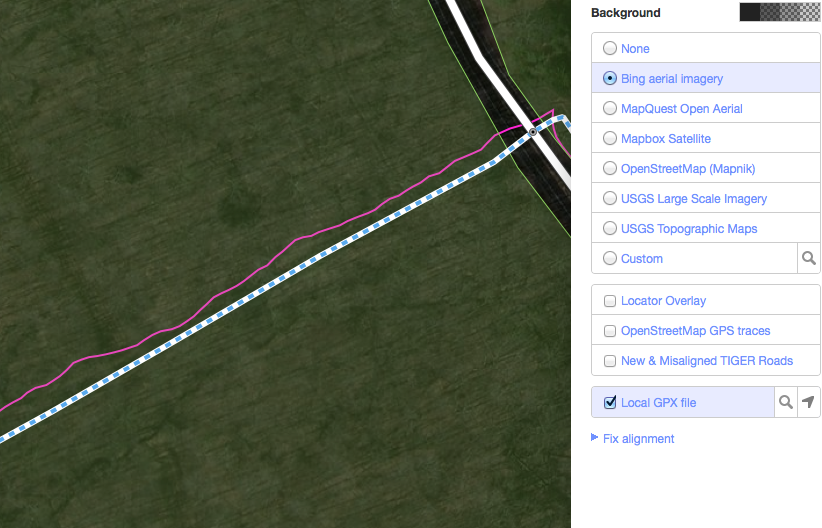 Background
None
Bing aerial imagery
MapQuest Open Aerial
Mapbox Satellite
OpenStreetMap (Mapnik)
USGS Large Scale Imagery
USGS Topographic Maps
Custom
Locator Overlay
OpenStreetMap GPS traces
New & Misaligned TIGER Roads
Local GPX file
Fix alignment